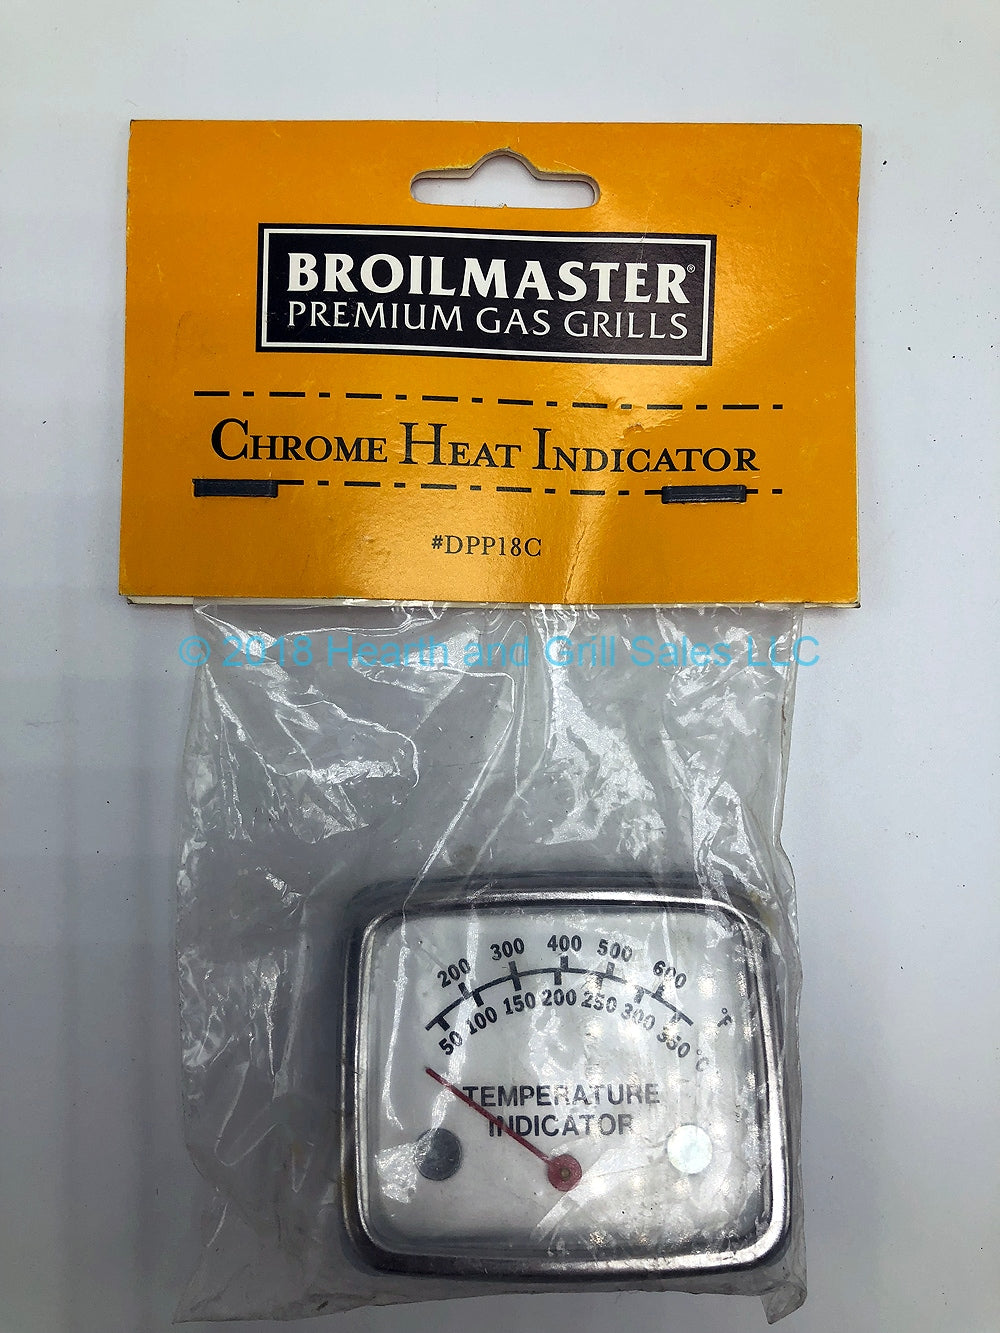 BROILMASTER®
PREMIUM GAS GRILLS
CHROME HEAT INDICATOR
#DPP18C
© 2018 Hearth and Grill Sales LLC
200 300 400 500 600 °F
50 100 150 200 250 300 350 °C
TEMPERATURE
INDICATOR